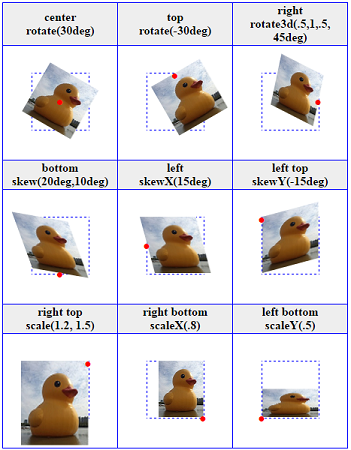 center
rotate(30deg)
top
rotate(-30deg)
right
rotate3d(.5,1,.5,
45deg)
bottom
skew(20deg,10deg)
left
skewX(15deg)
left top
skewY(-15deg)
right top
scale(1.2, 1.5)
right bottom
scaleX(.8)
left bottom
scaleY(.5)